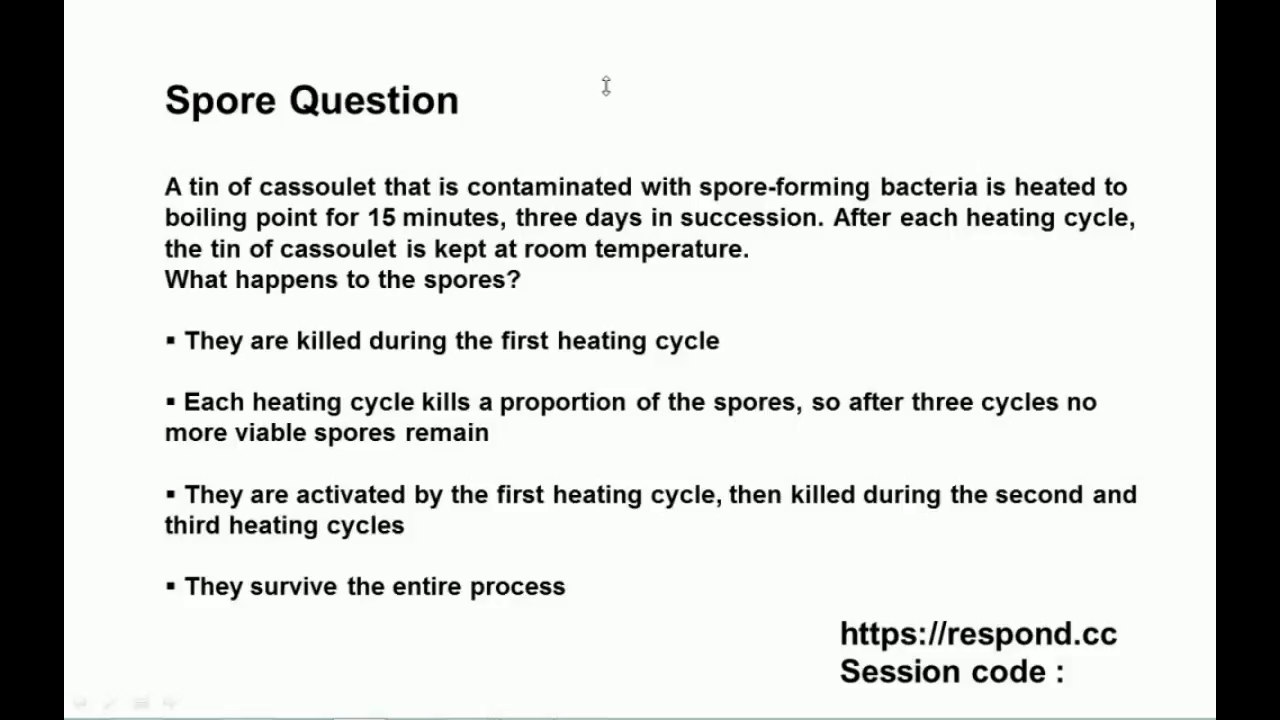 Spore Question
A tin of cassoulet that is contaminated with spore-forming bacteria is heated to
boiling point for 15 minutes, three days in succession. After each heating cycle,
the tin of cassoulet is kept at room temperature.
What happens to the spores?
▪ They are killed during the first heating cycle
▪ Each heating cycle kills a proportion of the spores, so after three cycles no
more viable spores remain
▪ They are activated by the first heating cycle, then killed during the second and
third heating cycles
▪ They survive the entire process
https://respond.cc
Session code :